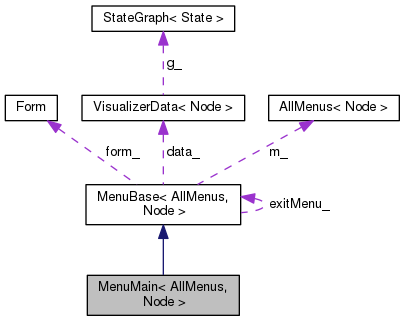 StateGraph< State >
g_
Form
VisualizerData< Node >
AllMenus< Node >
form_
data_
m_
MenuBase< AllMenus,
Node >
exitMenu_
MenuMain< AllMenus,
Node >